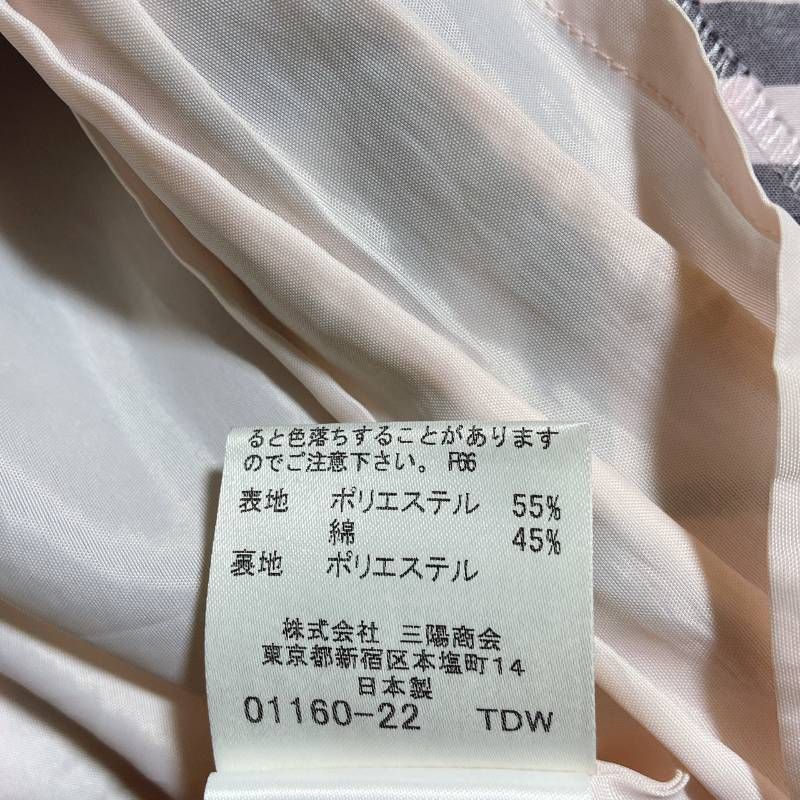 ると色落ちすることがあります
のでご注意下さい。 F66
表地 ポリエステル 55%
綿 45%
裏地 ポリエステル
株式会社 三陽商会
東京都新宿区本塩町14
日本製
01160-22 TDW